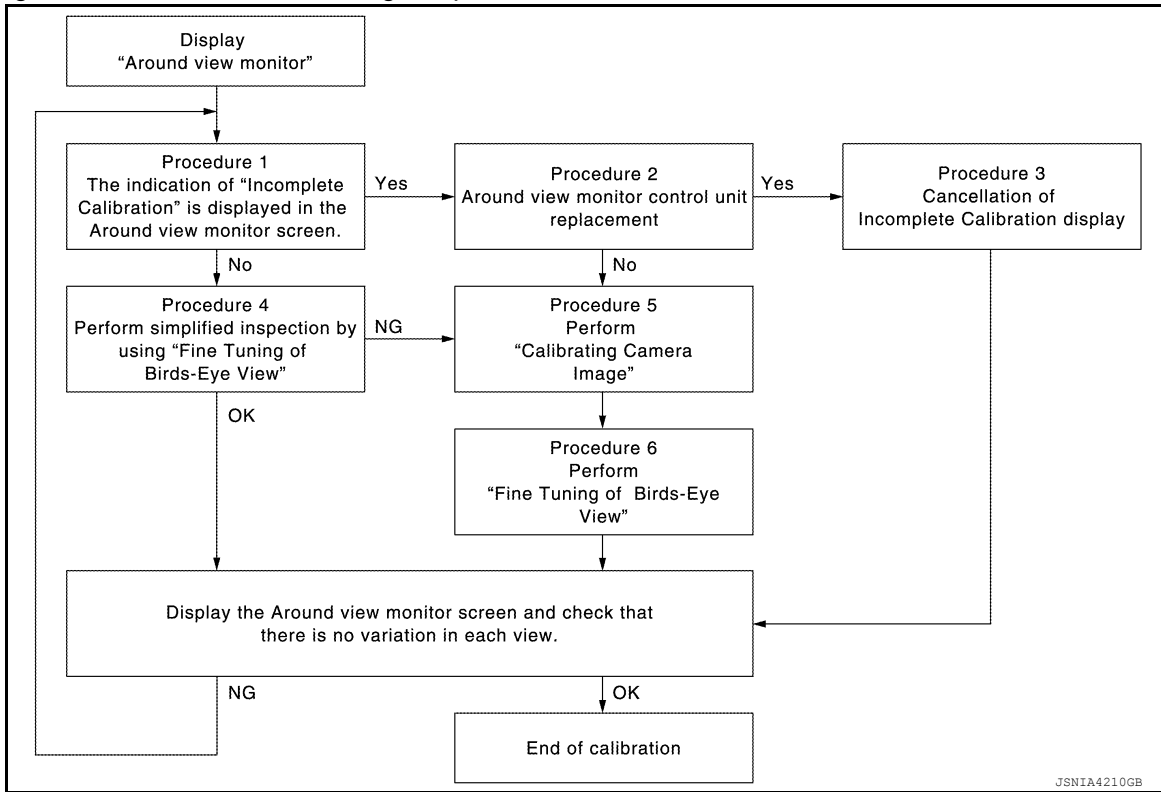 Display
“Around view monitor”
Procedure 1
The indication of “Incomplete
Calibration” is displayed in the
Around view monitor screen.
Yes
Procedure 2
Around view monitor control unit
replacement
Yes
Procedure 3
Cancellation of
Incomplete Calibration display
No
No
Procedure 4
Perform simplified inspection by
using “Fine Tuning of
Birds-Eye View”
NG
Procedure 5
Perform
“Calibrating Camera
Image”
OK
Procedure 6
Perform
“Fine Tuning of Birds-Eye
View”
Display the Around view monitor screen and check that
there is no variation in each view.
NG
OK
End of calibration
JSNIA4210GB